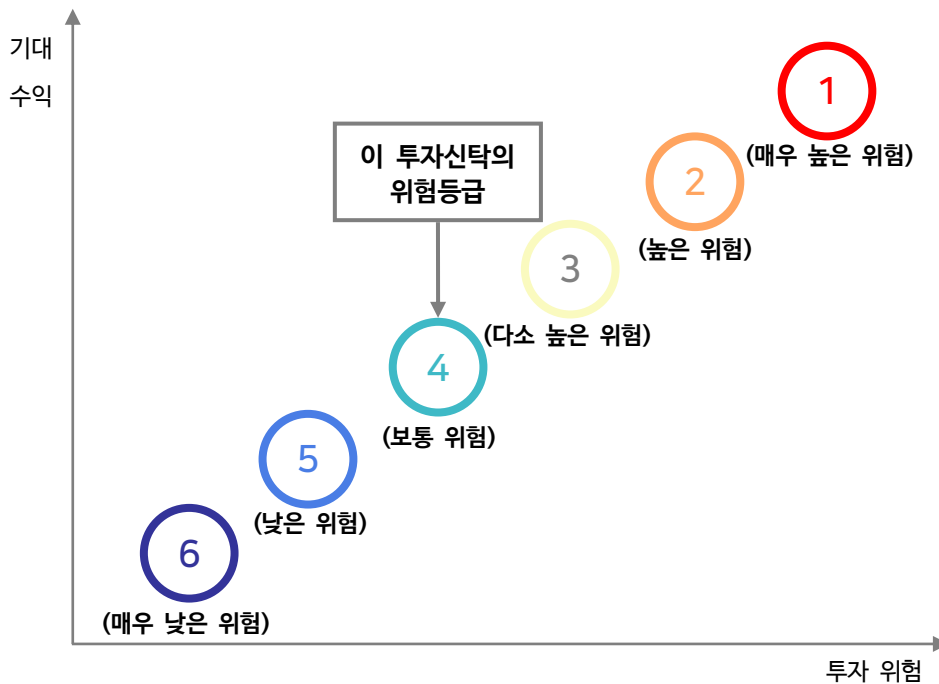 기대
수익
1
(매우 높은 위험)
이 투자신탁의
위험등급
2
(높은 위험)
3
(다소 높은 위험)
4
(보통 위험)
5
(낮은 위험)
6
(매우 낮은 위험)
투자 위험